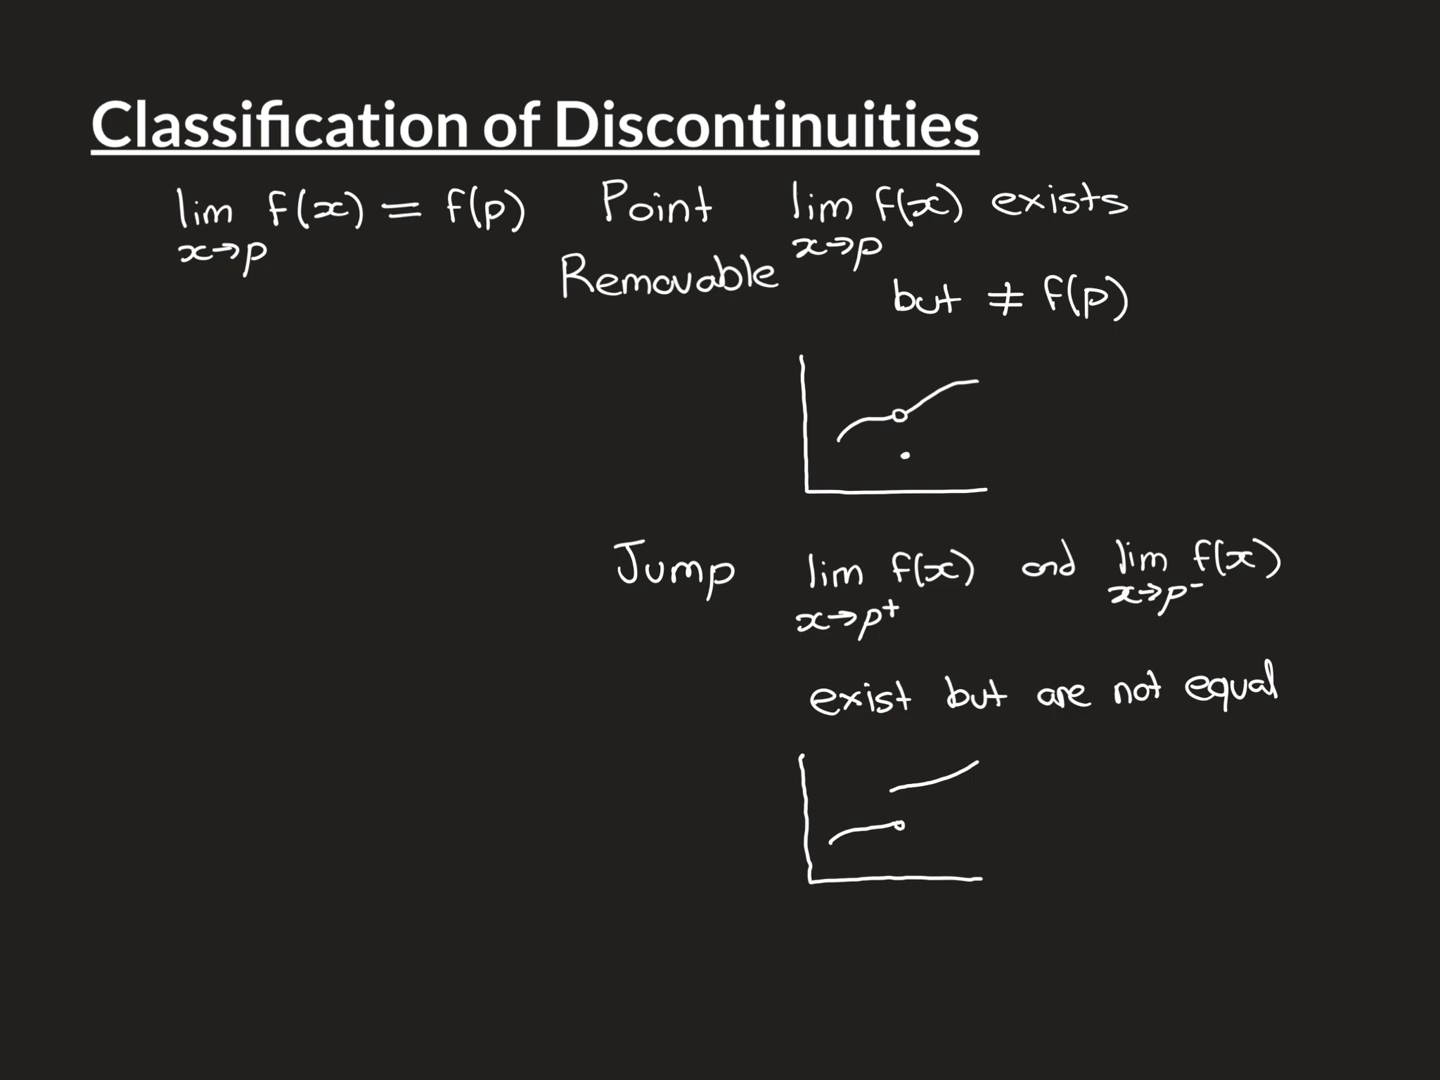 Classification of Discontinuities
lim f(x) = f(p)
x→p
Point
Removable
lim f(x) exists
x→p
but ≠ f(p)
Jump
lim f(x) and lim f(x)
x→p⁺ x→p⁻
exist but are not equal